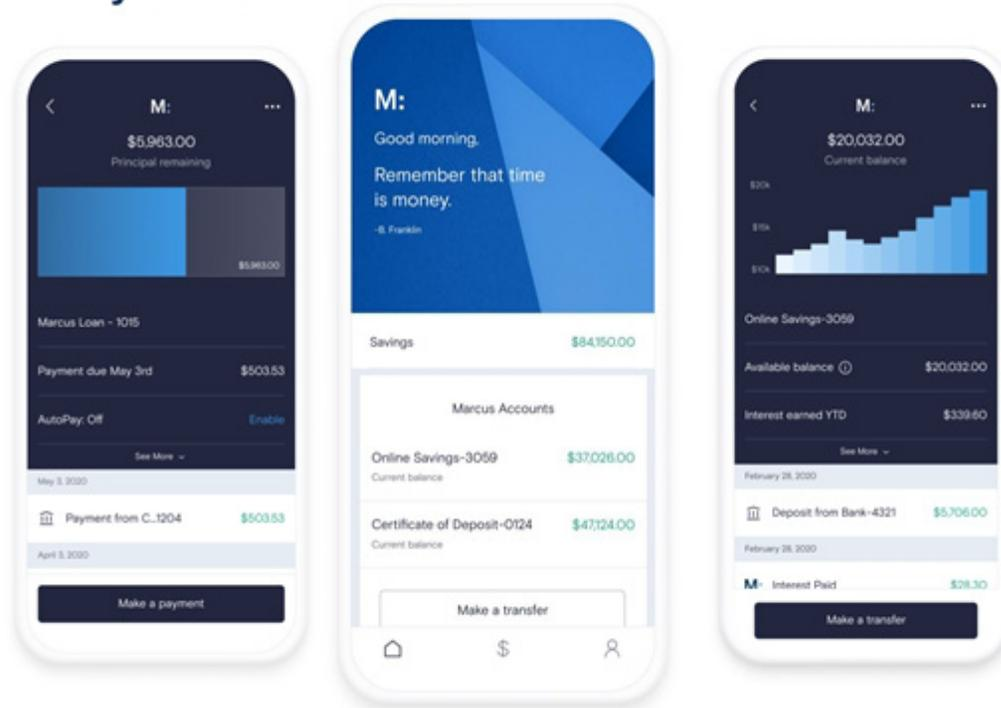 M:
$5,963.00
Principal remaining
$5,963.00
Marcus Loan - 1015
Payment due May 3rd $503.53
AutoPay: Off Enable
See More
May 3, 2020
Payment from C...1204 $503.53
April 3, 2020
Make a payment
M:
Good morning.
Remember that time
is money.
-B. Franklin
Savings $84,150.00
Marcus Accounts
Online Savings-3059 $37,026.00
Current balance
Certificate of Deposit-0124 $47,124.00
Current balance
Make a transfer
$
M:
$20,032.00
Current balance
$20k
$15k
$10k
Online Savings-3059
Available balance $20,032.00
Interest earned YTD $339.60
See More
February 28, 2020
Deposit from Bank-4321 $5,706.00
February 28, 2020
M: Interest Paid $28.30
Make a transfer